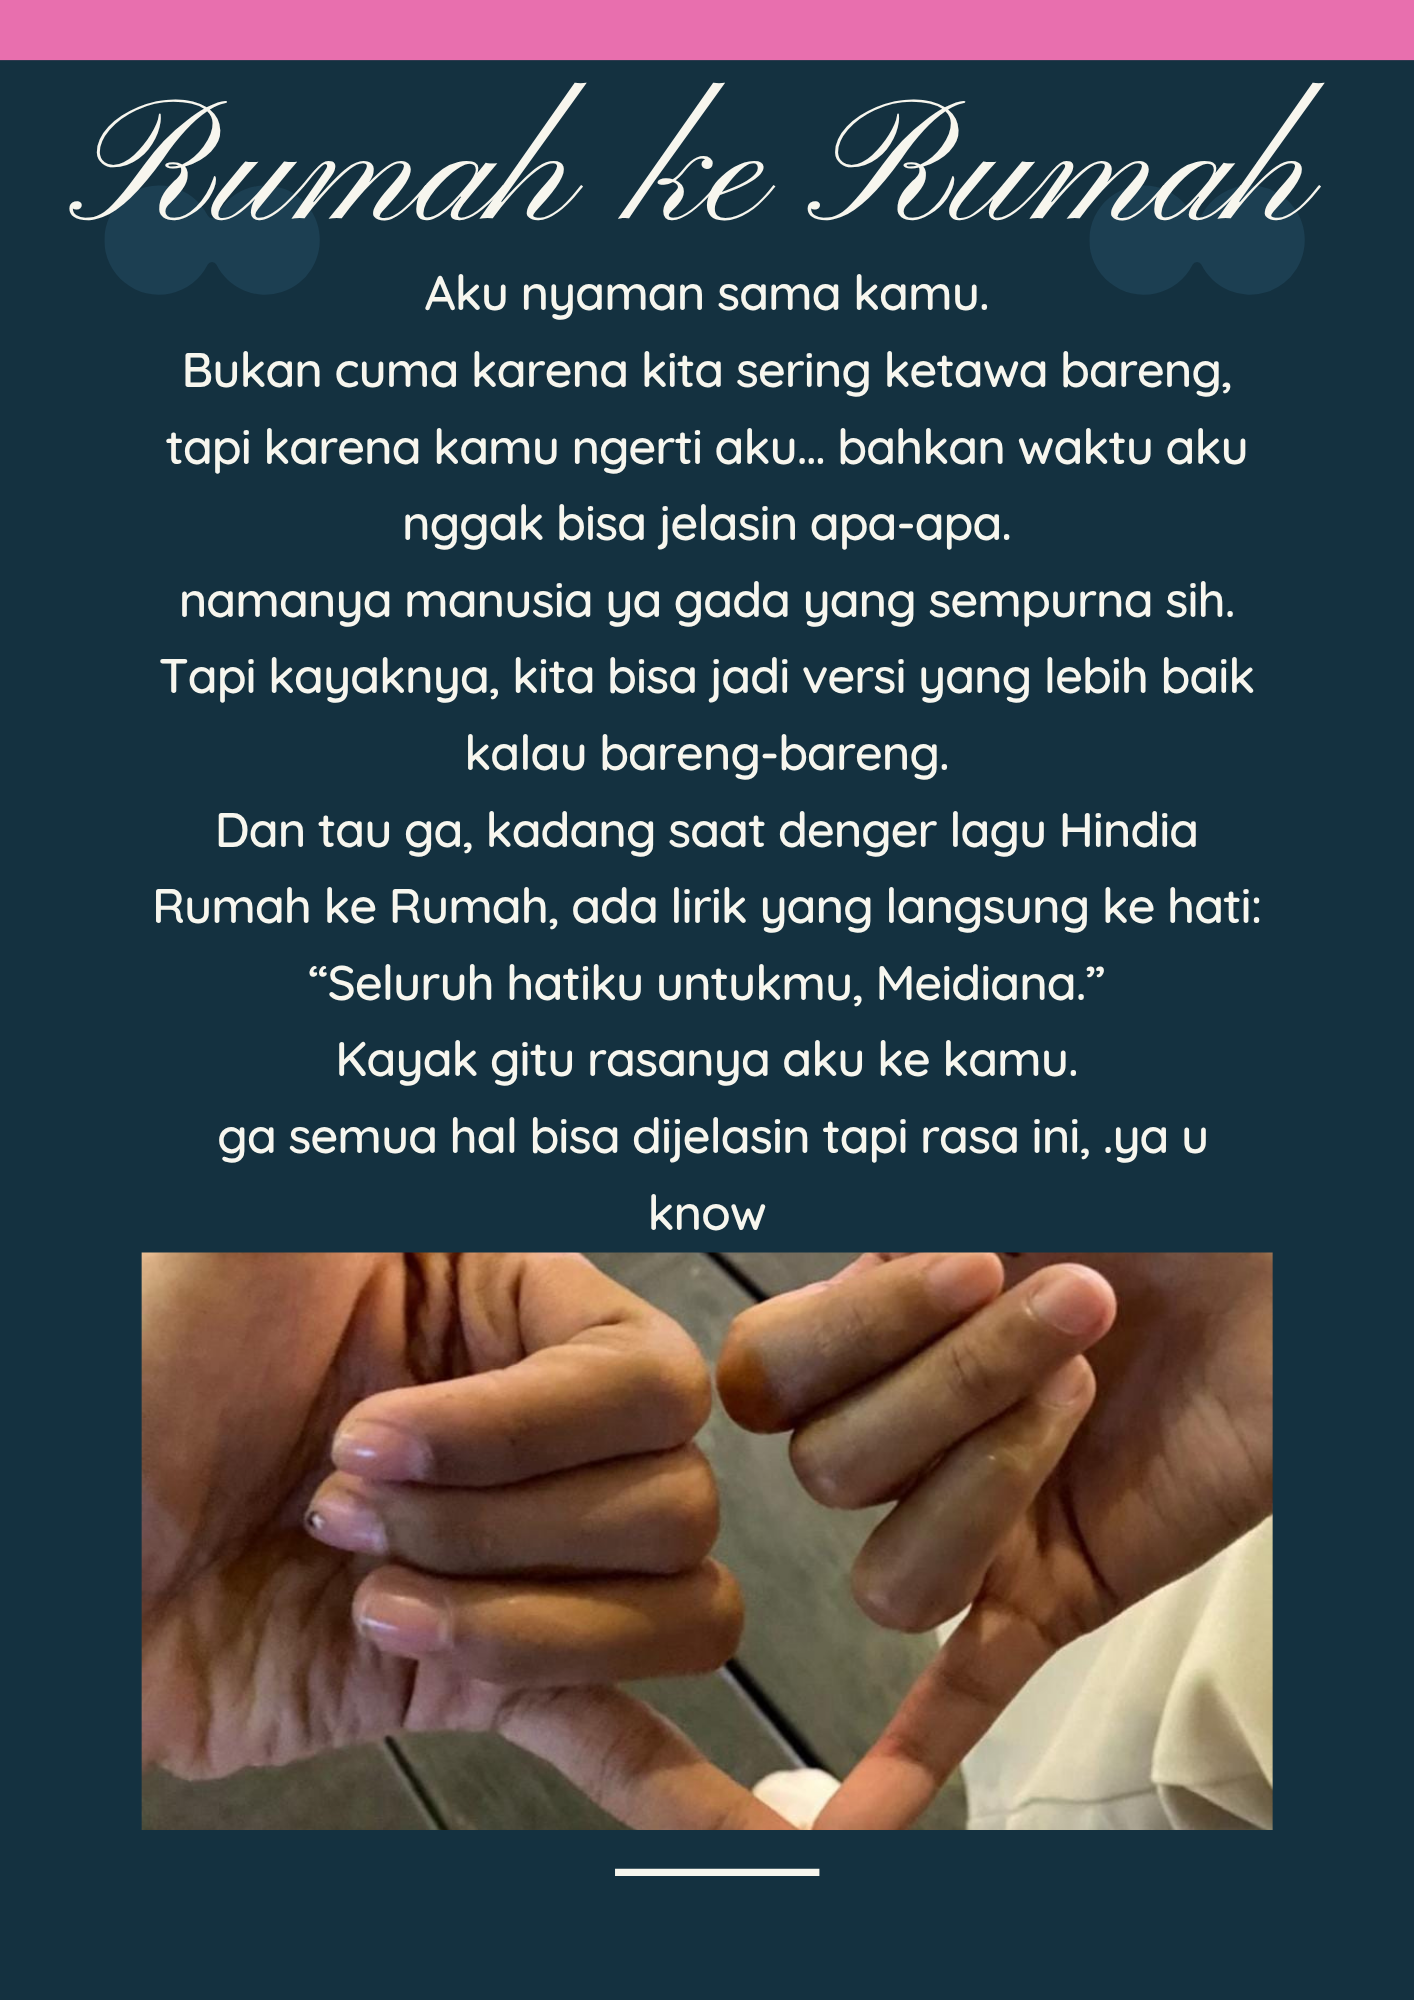 Rumah ke Rumah
Aku nyaman sama kamu.
Bukan cuma karena kita sering ketawa bareng,
tapi karena kamu ngerti aku... bahkan waktu aku
nggak bisa jelasin apa-apa.
namanya manusia ya gada yang sempurna sih.
Tapi kayaknya, kita bisa jadi versi yang lebih baik
kalau bareng-bareng.
Dan tau ga, kadang saat denger lagu Hindia
Rumah ke Rumah, ada lirik yang langsung ke hati:
“Seluruh hatiku untukmu, Meidiana.”
Kayak gitu rasanya aku ke kamu.
ga semua hal bisa dijelasin tapi rasa ini, .ya u
know